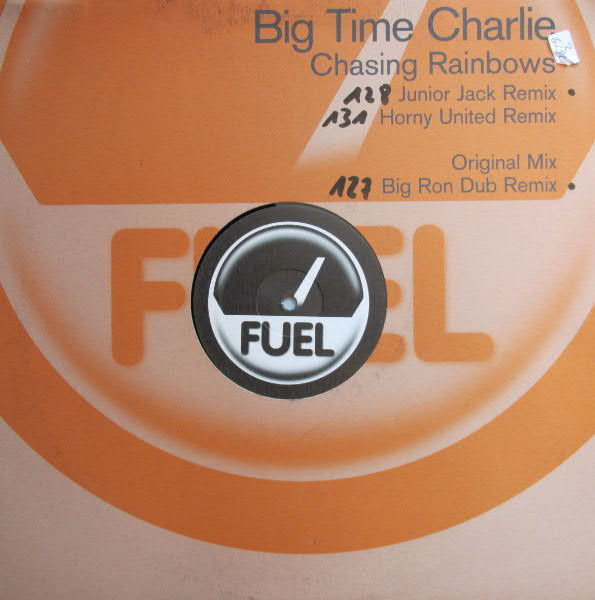 Big Time Charlie
Chasing Rainbows
128 Junior Jack Remix •
131 Horny United Remix
Original Mix
127 Big Ron Dub Remix •
FUEL
FUEL